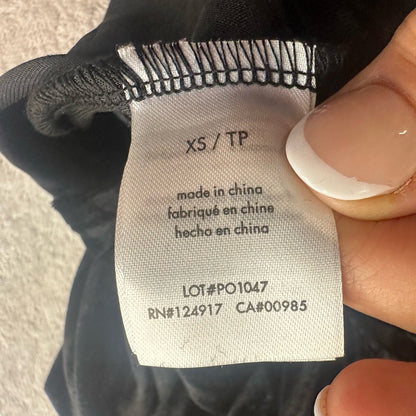 XS / TP
made in china
fabriqué en chine
hecho en china
LOT#PO1047
RN#124917 CA#00985